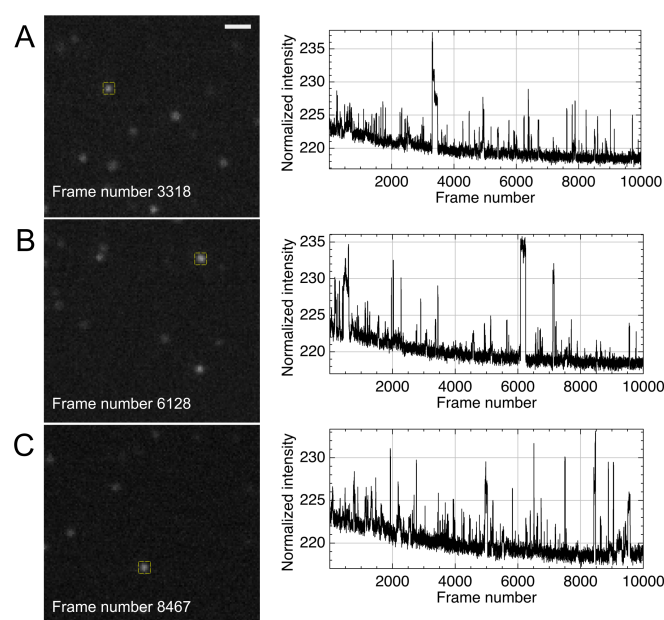 A
Frame number 3318
Normalized intensity
235
230
225
220
2000 4000 6000 8000 10000
Frame number
B
Frame number 6128
Normalized intensity
235
230
225
220
2000 4000 6000 8000 10000
Frame number
C
Frame number 8467
Normalized intensity
230
225
220
2000 4000 6000 8000 10000
Frame number